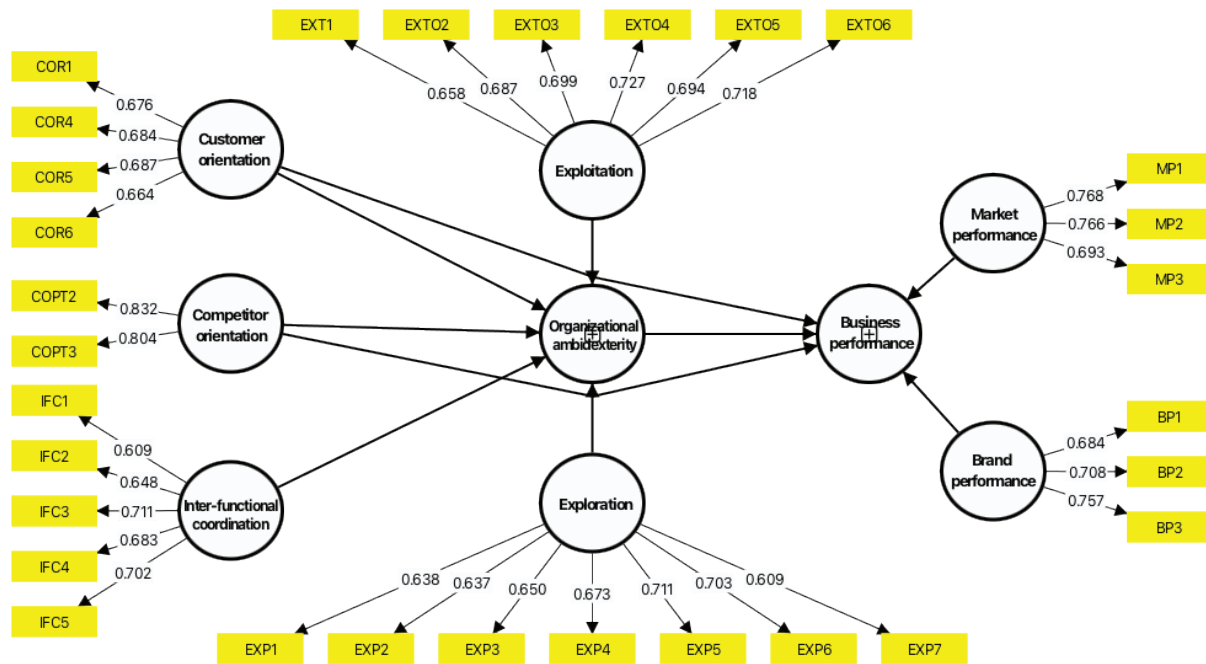 EXT1
EXTO2
EXTO3
EXTO4
EXTO5
EXTO6
0.658
0.687
0.699
0.727
0.694
0.718
COR1
COR4
COR5
COR6
0.676
0.684
0.687
0.664
Customer
orientation
Exploitation
MP1
MP2
MP3
0.768
0.766
0.693
Market
performance
COPT2
COPT3
0.832
0.804
Competitor
orientation
Organizational
ambidexterity
Business
performance
IFC1
IFC2
IFC3
IFC4
IFC5
0.609
0.648
0.711
0.683
0.702
Inter-functional
coordination
Exploration
Brand
performance
0.684
0.708
0.757
BP1
BP2
BP3
0.638
0.637
0.650
0.673
0.711
0.703
0.609
EXP1
EXP2
EXP3
EXP4
EXP5
EXP6
EXP7